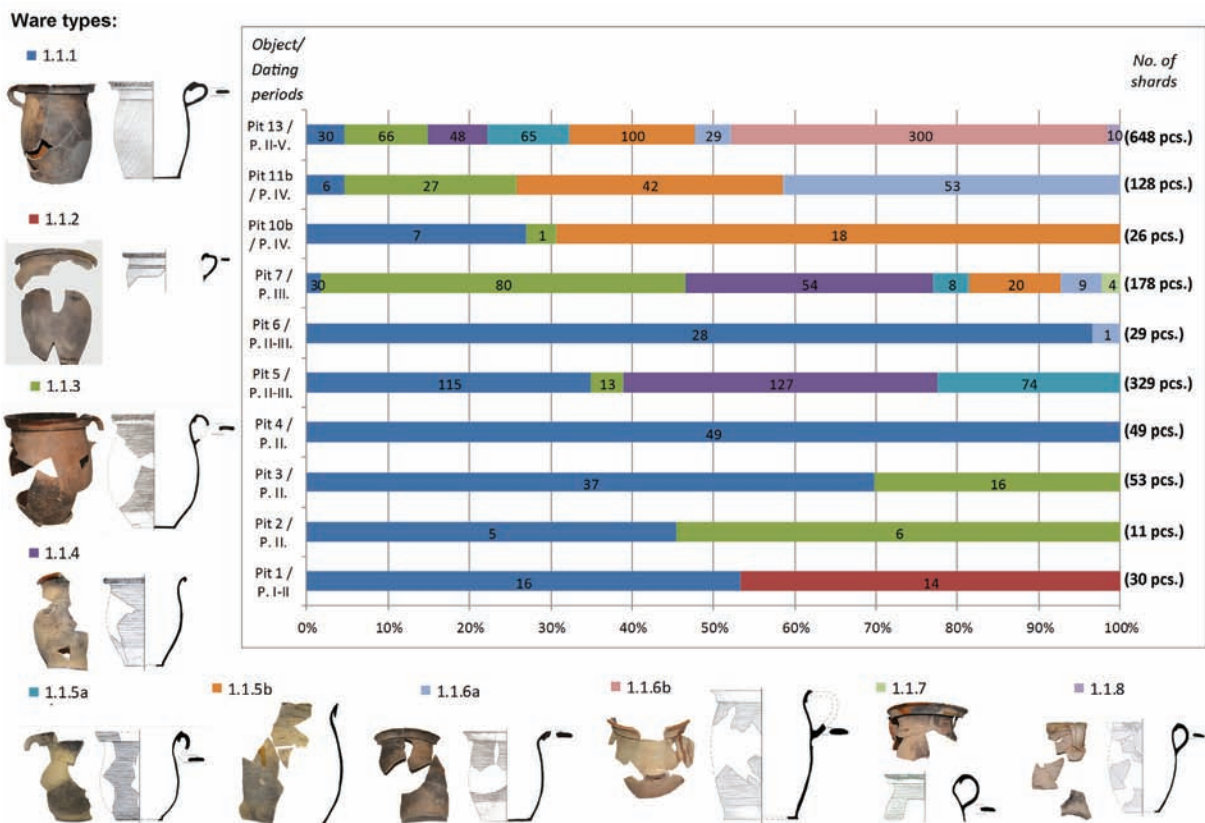 Ware types:
1.1.1
1.1.2
1.1.3
1.1.4
1.1.5a
1.1.5b
1.1.6a
1.1.6b
1.1.7
1.1.8
Object/
Dating
periods
No. of
shards
Pit 13 /
P. II-V.
30 66 48 65 100 29 300 10
(648 pcs.)
Pit 11b
/ P. IV.
6 27 42 53
(128 pcs.)
Pit 10b
/ P. IV.
7 1 18
(26 pcs.)
Pit 7 /
P. III.
30 80 54 8 20 9 4
(178 pcs.)
Pit 6 /
P. II-III.
28 1
(29 pcs.)
Pit 5 /
P. II-III.
115 13 127 74
(329 pcs.)
Pit 4 /
P. II.
49
(49 pcs.)
Pit 3 /
P. II.
37 16
(53 pcs.)
Pit 2 /
P. II.
5 6
(11 pcs.)
Pit 1 /
P. I-II
16 14
(30 pcs.)
0% 10% 20% 30% 40% 50% 60% 70% 80% 90% 100%